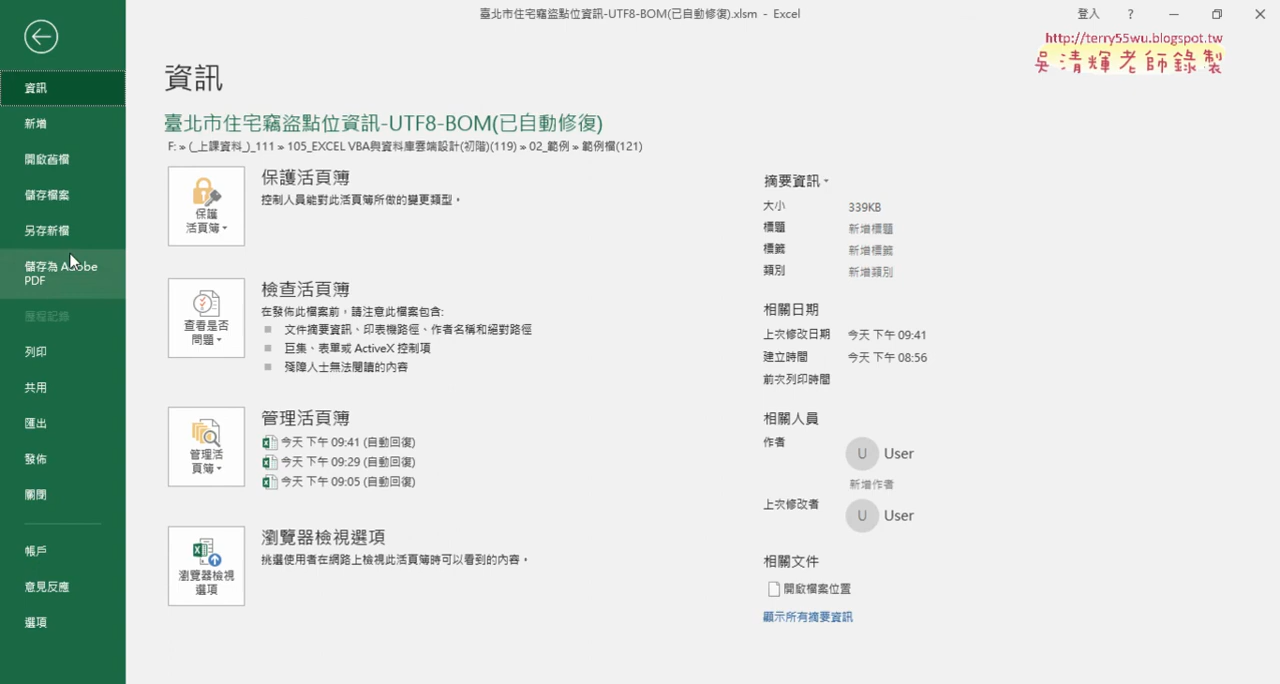 臺北市住宅竊盜點位資訊-UTF8-BOM(已自動修復).xlsm - Excel
登入
?
http://terry55wu.blogspot.tw
吳清輝老師錄製
資訊
新增
開啟舊檔
儲存檔案
另存新檔
儲存為 Adobe
PDF
歷程記錄
列印
共用
匯出
發佈
關閉
帳戶
意見反應
選項
資訊
臺北市住宅竊盜點位資訊-UTF8-BOM(已自動修復)
F: » (_上課資料_)_111 » 105_EXCEL VBA與資料庫雲端設計(初階)(119) » 02_範例 » 範例檔(121)
保護
活頁簿
保護活頁簿
控制人員能對此活頁簿所做的變更類型。
查看是否
問題
檢查活頁簿
在發佈此檔案前，請注意此檔案包含:
文件摘要資訊、印表機路徑、作者名稱和絕對路徑
巨集、表單或 ActiveX 控制項
殘障人士無法閱讀的內容
管理活
頁簿
管理活頁簿
今天 下午 09:41 (自動回復)
今天 下午 09:29 (自動回復)
今天 下午 09:05 (自動回復)
瀏覽器檢視
選項
瀏覽器檢視選項
挑選使用者在網路上檢視此活頁簿時可以看到的內容。
摘要資訊
大小 339KB
標題 新增標題
標籤 新增標籤
類別 新增類別
相關日期
上次修改日期 今天 下午 09:41
建立時間 今天 下午 08:56
前次列印時間
相關人員
作者 U User
新增作者
上次修改者 U User
相關文件
開啟檔案位置
顯示所有摘要資訊